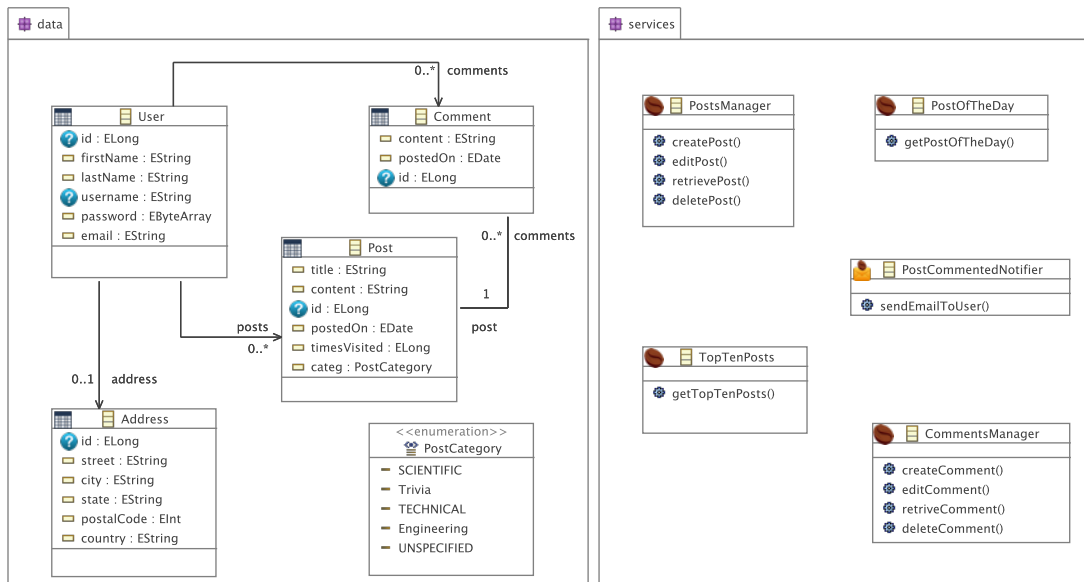 data
0..* comments
User
id : ELong
firstName : EString
lastName : EString
username : EString
password : EByteArray
email : EString
Comment
content : EString
postedOn : EDate
id : ELong
0..* comments
Post
title : EString
content : EString
id : ELong
postedOn : EDate
timesVisited : ELong
categ : PostCategory
1
post
posts
0..*
0..1 address
Address
id : ELong
street : EString
city : EString
state : EString
postalCode : EInt
country : EString
<<enumeration>>
PostCategory
SCIENTIFIC
Trivia
TECHNICAL
Engineering
UNSPECIFIED
services
PostsManager
createPost()
editPost()
retrievePost()
deletePost()
PostOfTheDay
getPostOfTheDay()
PostCommentedNotifier
sendEmailToUser()
TopTenPosts
getTopTenPosts()
CommentsManager
createComment()
editComment()
retriveComment()
deleteComment()